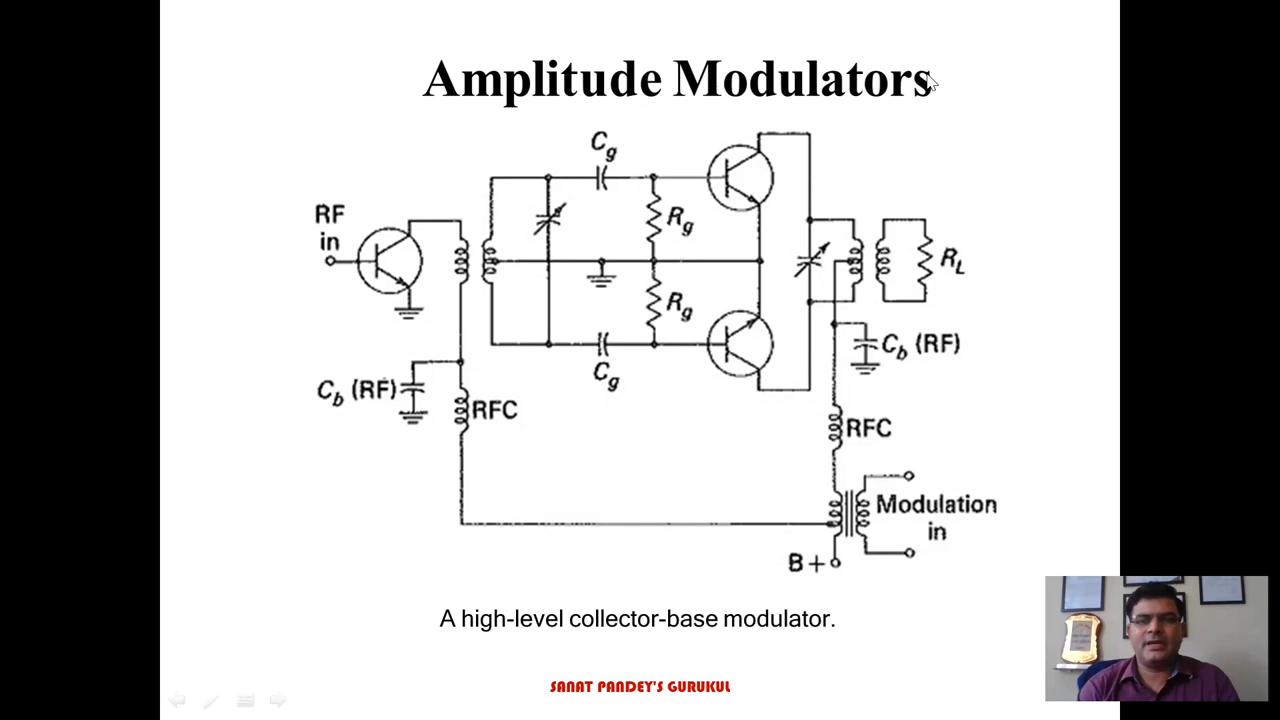 Amplitude Modulators
C_g
RF
in
R_g
R_L
R_g
C_g
C_b (RF)
C_b (RF)
RFC
RFC
Modulation
in
B+
A high-level collector-base modulator.
SANAT PANDEY'S GURUKUL